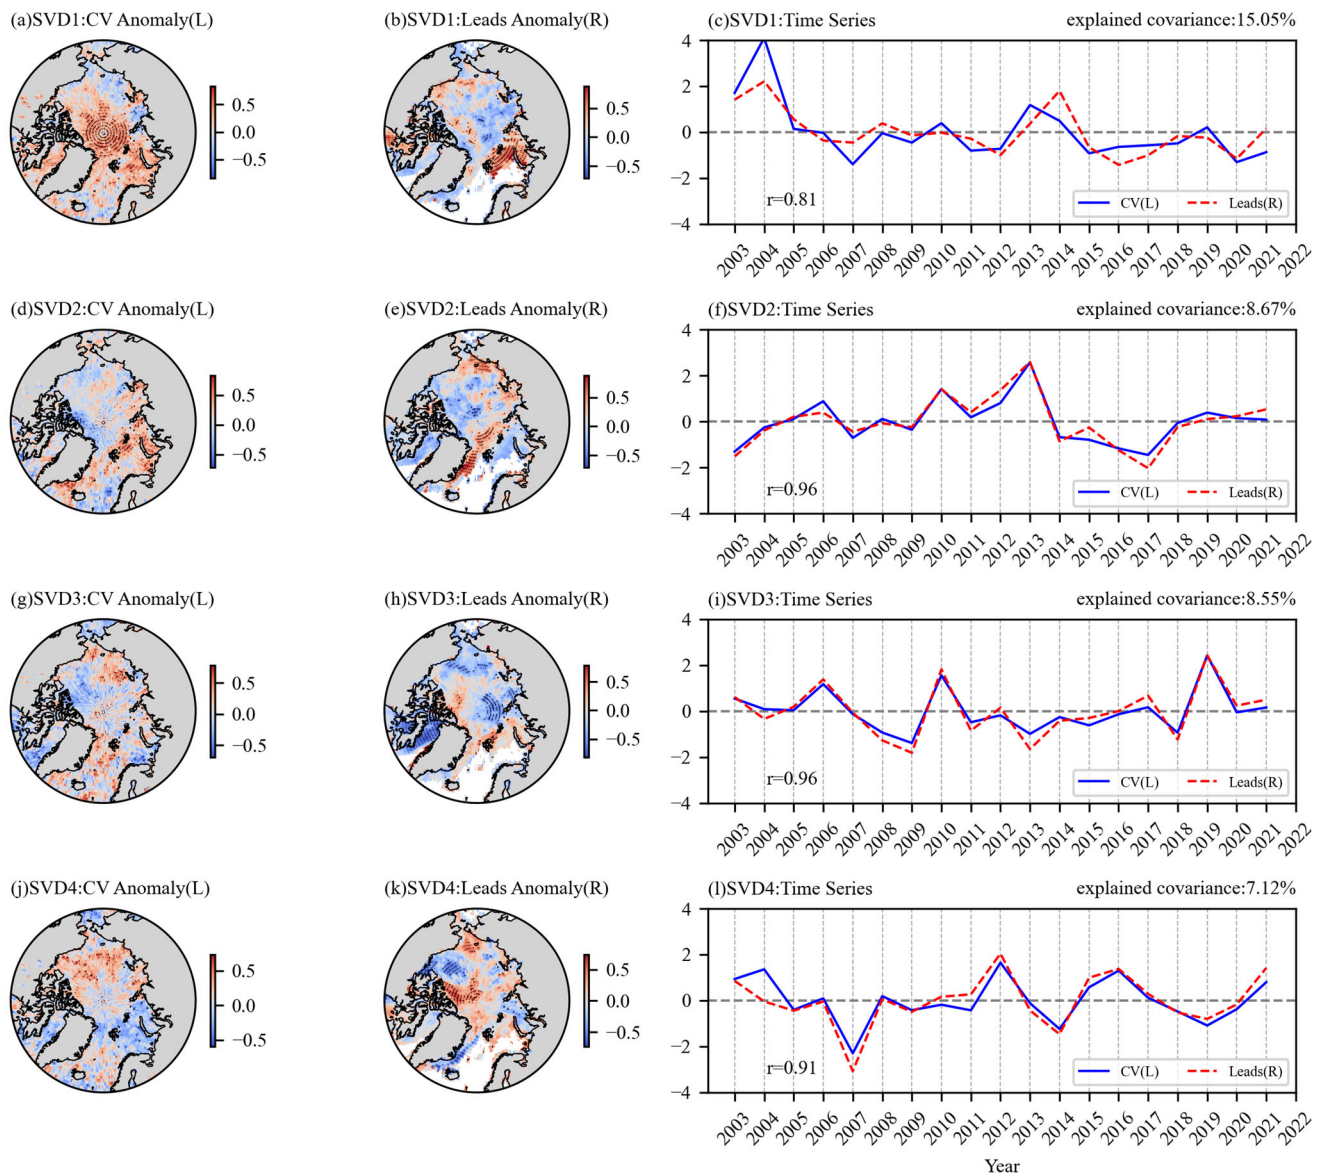 (a)SVD1:CV Anomaly(L)
(b)SVD1:Leads Anomaly(R)
(c)SVD1:Time Series
explained covariance:15.05%
0.5
0.0
−0.5
0.5
0.0
−0.5
4
2
0
−2
−4
r=0.81
CV(L)
Leads(R)
2003 2004 2005 2006 2007 2008 2009 2010 2011 2012 2013 2014 2015 2016 2017 2018 2019 2020 2021 2022
(d)SVD2:CV Anomaly(L)
(e)SVD2:Leads Anomaly(R)
(f)SVD2:Time Series
explained covariance:8.67%
0.5
0.0
−0.5
0.5
0.0
−0.5
4
2
0
−2
−4
r=0.96
CV(L)
Leads(R)
2003 2004 2005 2006 2007 2008 2009 2010 2011 2012 2013 2014 2015 2016 2017 2018 2019 2020 2021 2022
(g)SVD3:CV Anomaly(L)
(h)SVD3:Leads Anomaly(R)
(i)SVD3:Time Series
explained covariance:8.55%
0.5
0.0
−0.5
0.5
0.0
−0.5
4
2
0
−2
−4
r=0.96
CV(L)
Leads(R)
2003 2004 2005 2006 2007 2008 2009 2010 2011 2012 2013 2014 2015 2016 2017 2018 2019 2020 2021 2022
(j)SVD4:CV Anomaly(L)
(k)SVD4:Leads Anomaly(R)
(l)SVD4:Time Series
explained covariance:7.12%
0.5
0.0
−0.5
0.5
0.0
−0.5
4
2
0
−2
−4
r=0.91
CV(L)
Leads(R)
2003 2004 2005 2006 2007 2008 2009 2010 2011 2012 2013 2014 2015 2016 2017 2018 2019 2020 2021 2022
Year